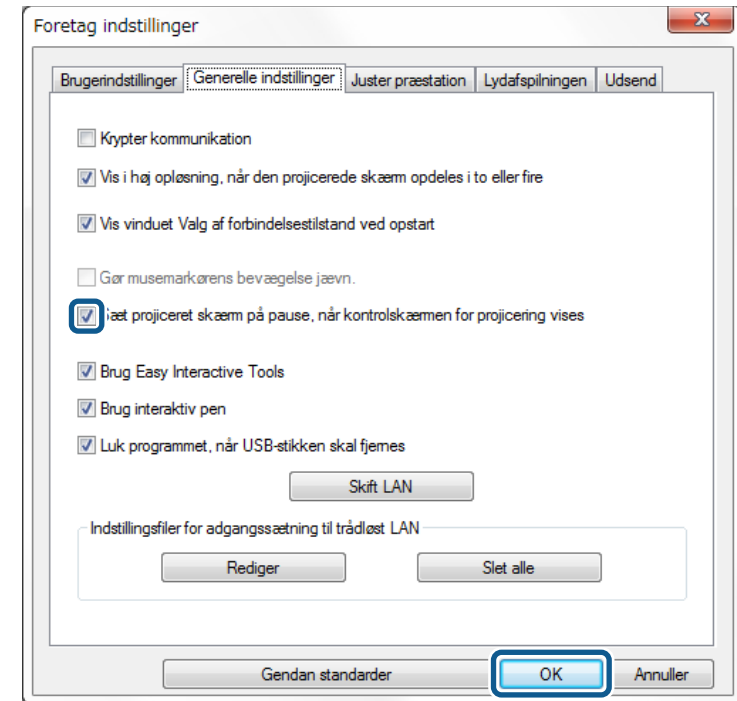 Foretag indstillinger
Brugerindstillinger Generelle indstillinger Juster præstation Lydafspilningen Udsend
Krypter kommunikation
Vis i høj opløsning, når den projicerede skærm opdeles i to eller fire
Vis vinduet Valg af forbindelsestilstand ved opstart
Gør musemarkørens bevægelse jævn.
Sæt projiceret skærm på pause, når kontrolskærmen for projicering vises
Brug Easy Interactive Tools
Brug interaktiv pen
Luk programmet, når USB-stikken skal fjernes
Skift LAN
Indstillingsfiler for adgangssætning til trådløst LAN
Rediger Slet alle
Gendan standarder OK Annuller